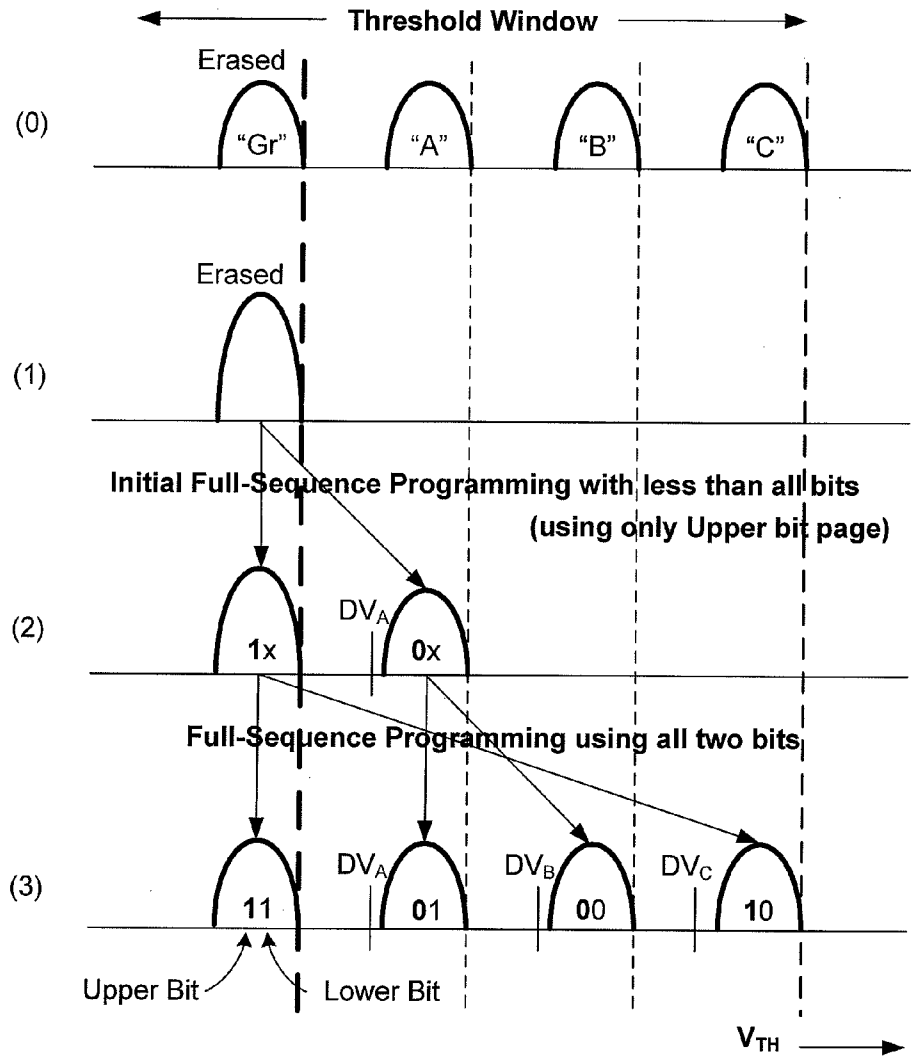 Threshold Window
Erased
(0)
“Gr” “A” “B” “C”
Erased
(1)
Initial Full-Sequence Programming with less than all bits
(using only Upper bit page)
(2)
DVA
1x 0x
Full-Sequence Programming using all two bits
(3)
DVA DVB DVC
11 01 00 10
Upper Bit Lower Bit
VTH